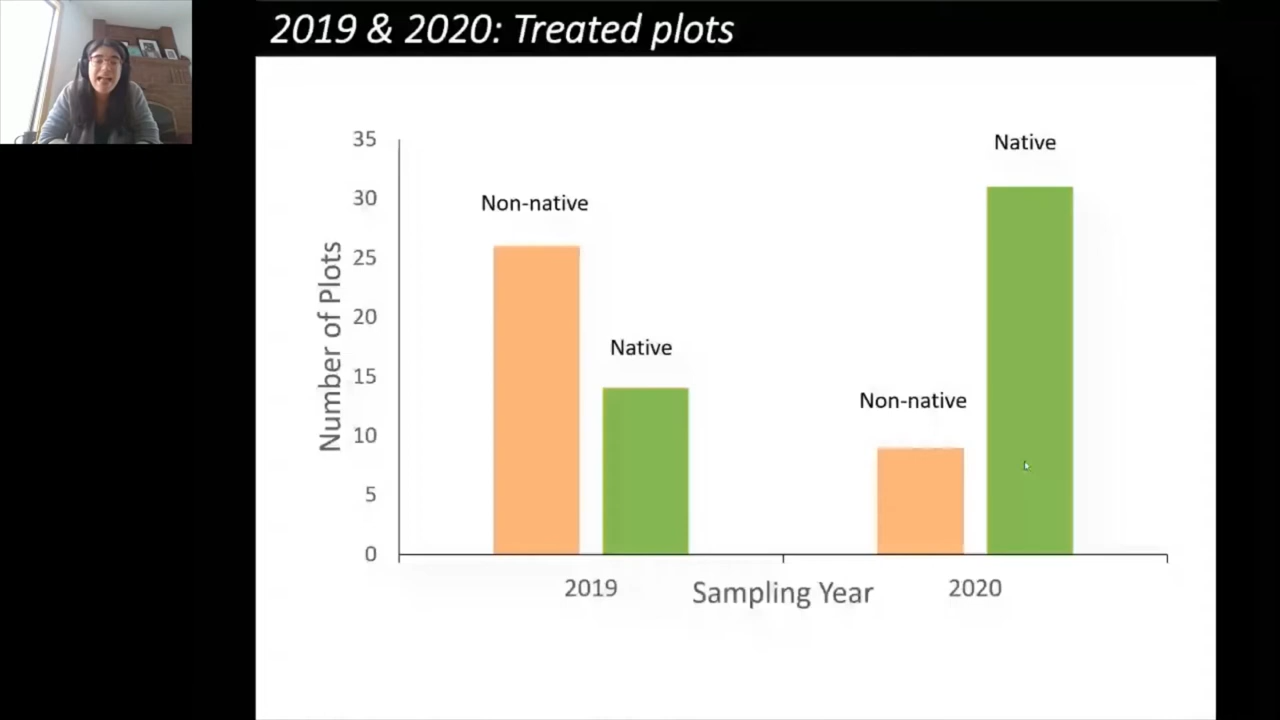 2019 & 2020: Treated plots
35
30
25
20
15
10
5
0
Number of Plots
Non-native
Native
Non-native
Native
2019
Sampling Year
2020